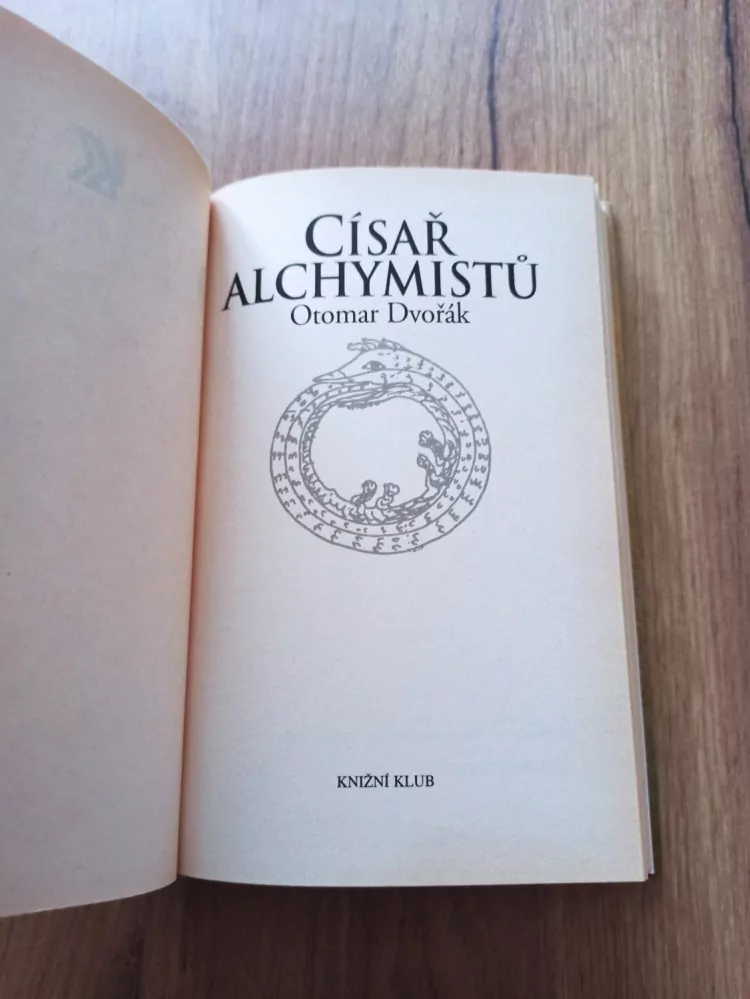 CÍSAŘ
ALCHYMISTŮ
Otomar Dvořák
KNIŽNÍ KLUB